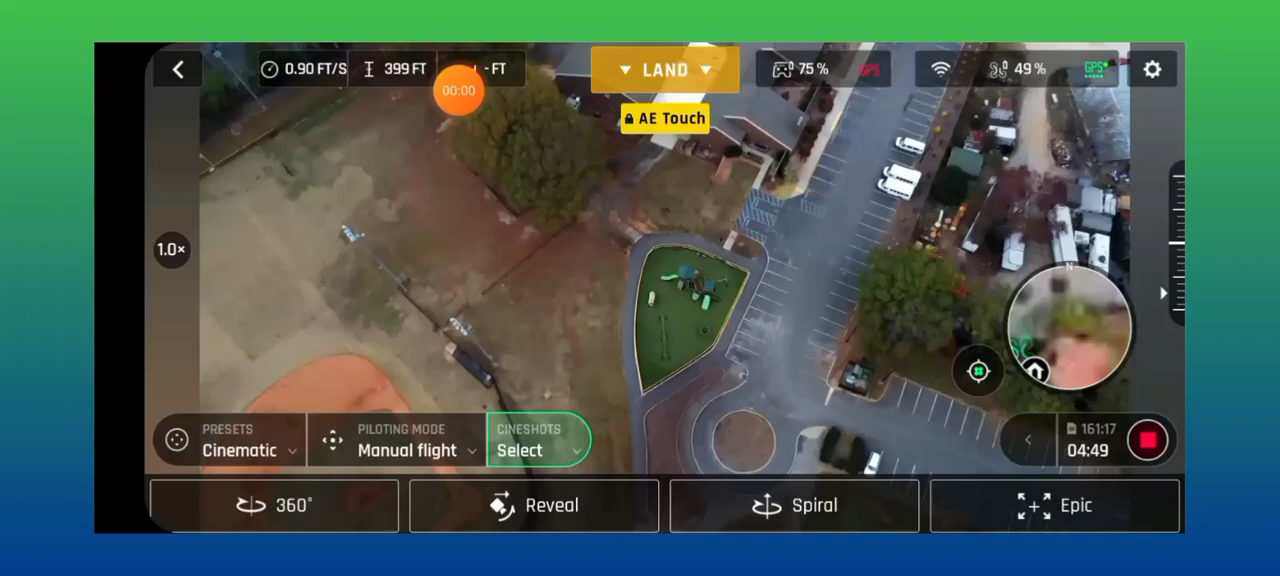 0.90 FT/S
399 FT
- FT
00:00
LAND
75 %
GPS
49 %
GPS
AE Touch
1.0×
N
PRESETS
Cinematic
PILOTING MODE
Manual flight
CINESHOTS
Select
161:17
04:49
360°
Reveal
Spiral
Epic